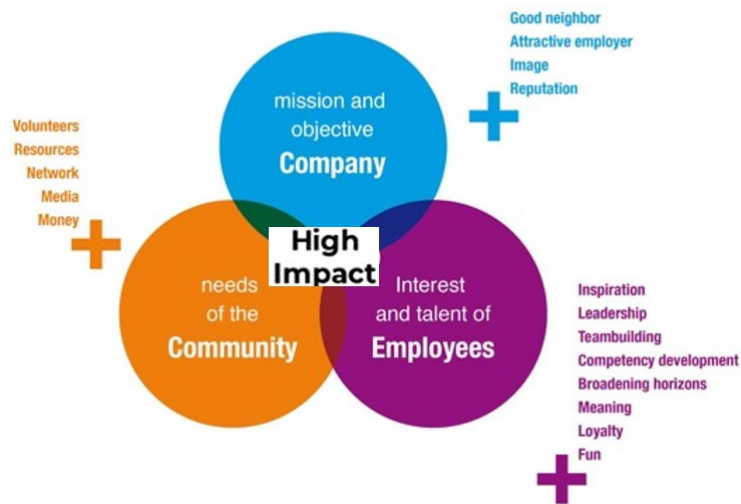 Good neighbor
Attractive employer
Image
Reputation
mission and
objective
Company
Volunteers
Resources
Network
Media
Money
High
Impact
needs
of the
Community
Interest
and talent of
Employees
Inspiration
Leadership
Teambuilding
Competency development
Broadening horizons
Meaning
Loyalty
Fun